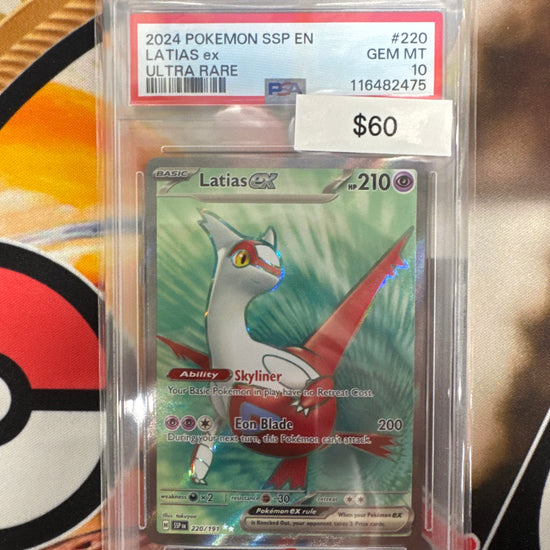 2024 POKEMON SSP EN #220
LATIAS ex GEM MT
ULTRA RARE 10
PSA 116482475
$60
BASIC Latias ex HP 210
Ability Skyliner
Your Basic Pokémon in play have no Retreat Cost.
Eon Blade 200
During your next turn, this Pokémon can't attack.
weakness ×2 resistance -30 retreat
Illus. takuyoa
Pokémon ex rule When your Pokémon ex
is Knocked Out, your opponent takes 2 Prize cards.
H SSP EN 220/191